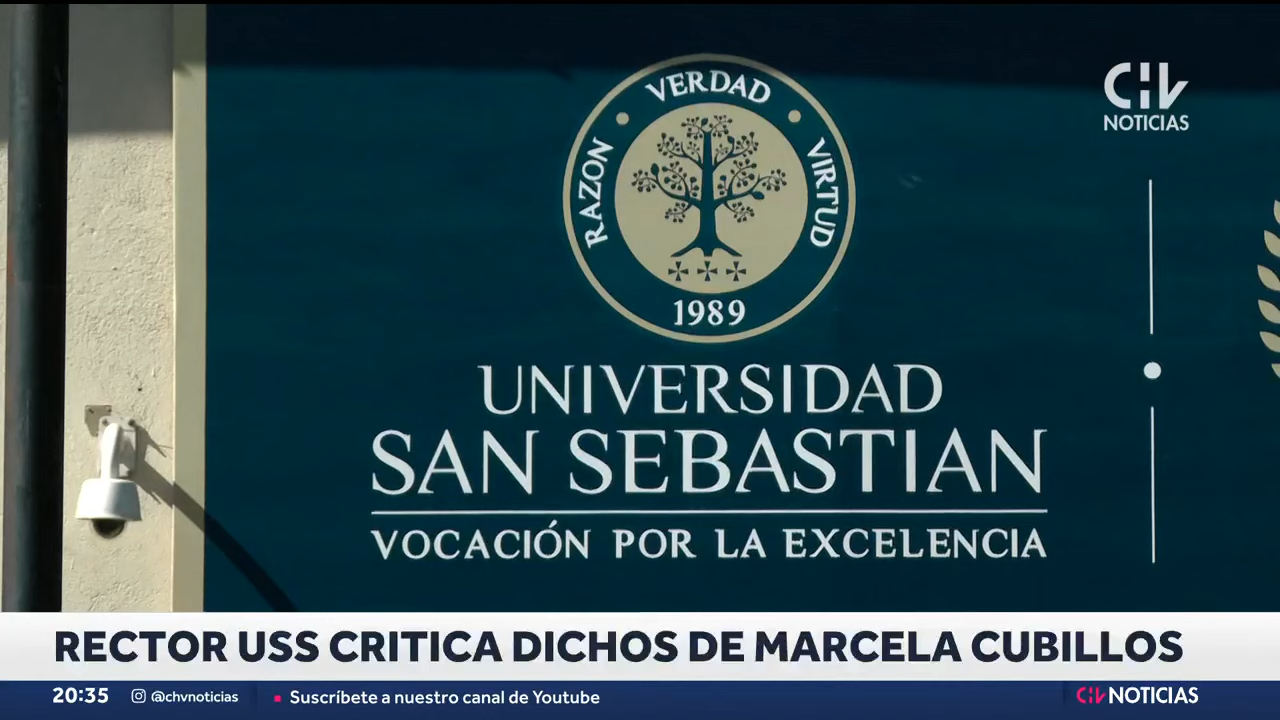 CHV
NOTICIAS
VERDAD
RAZON
VIRTUD
1989
UNIVERSIDAD
SAN SEBASTIAN
VOCACIÓN POR LA EXCELENCIA
RECTOR USS CRITICA DICHOS DE MARCELA CUBILLOS
20:35 @chvnoticias ▪ Suscríbete a nuestro canal de Youtube CHV NOTICIAS